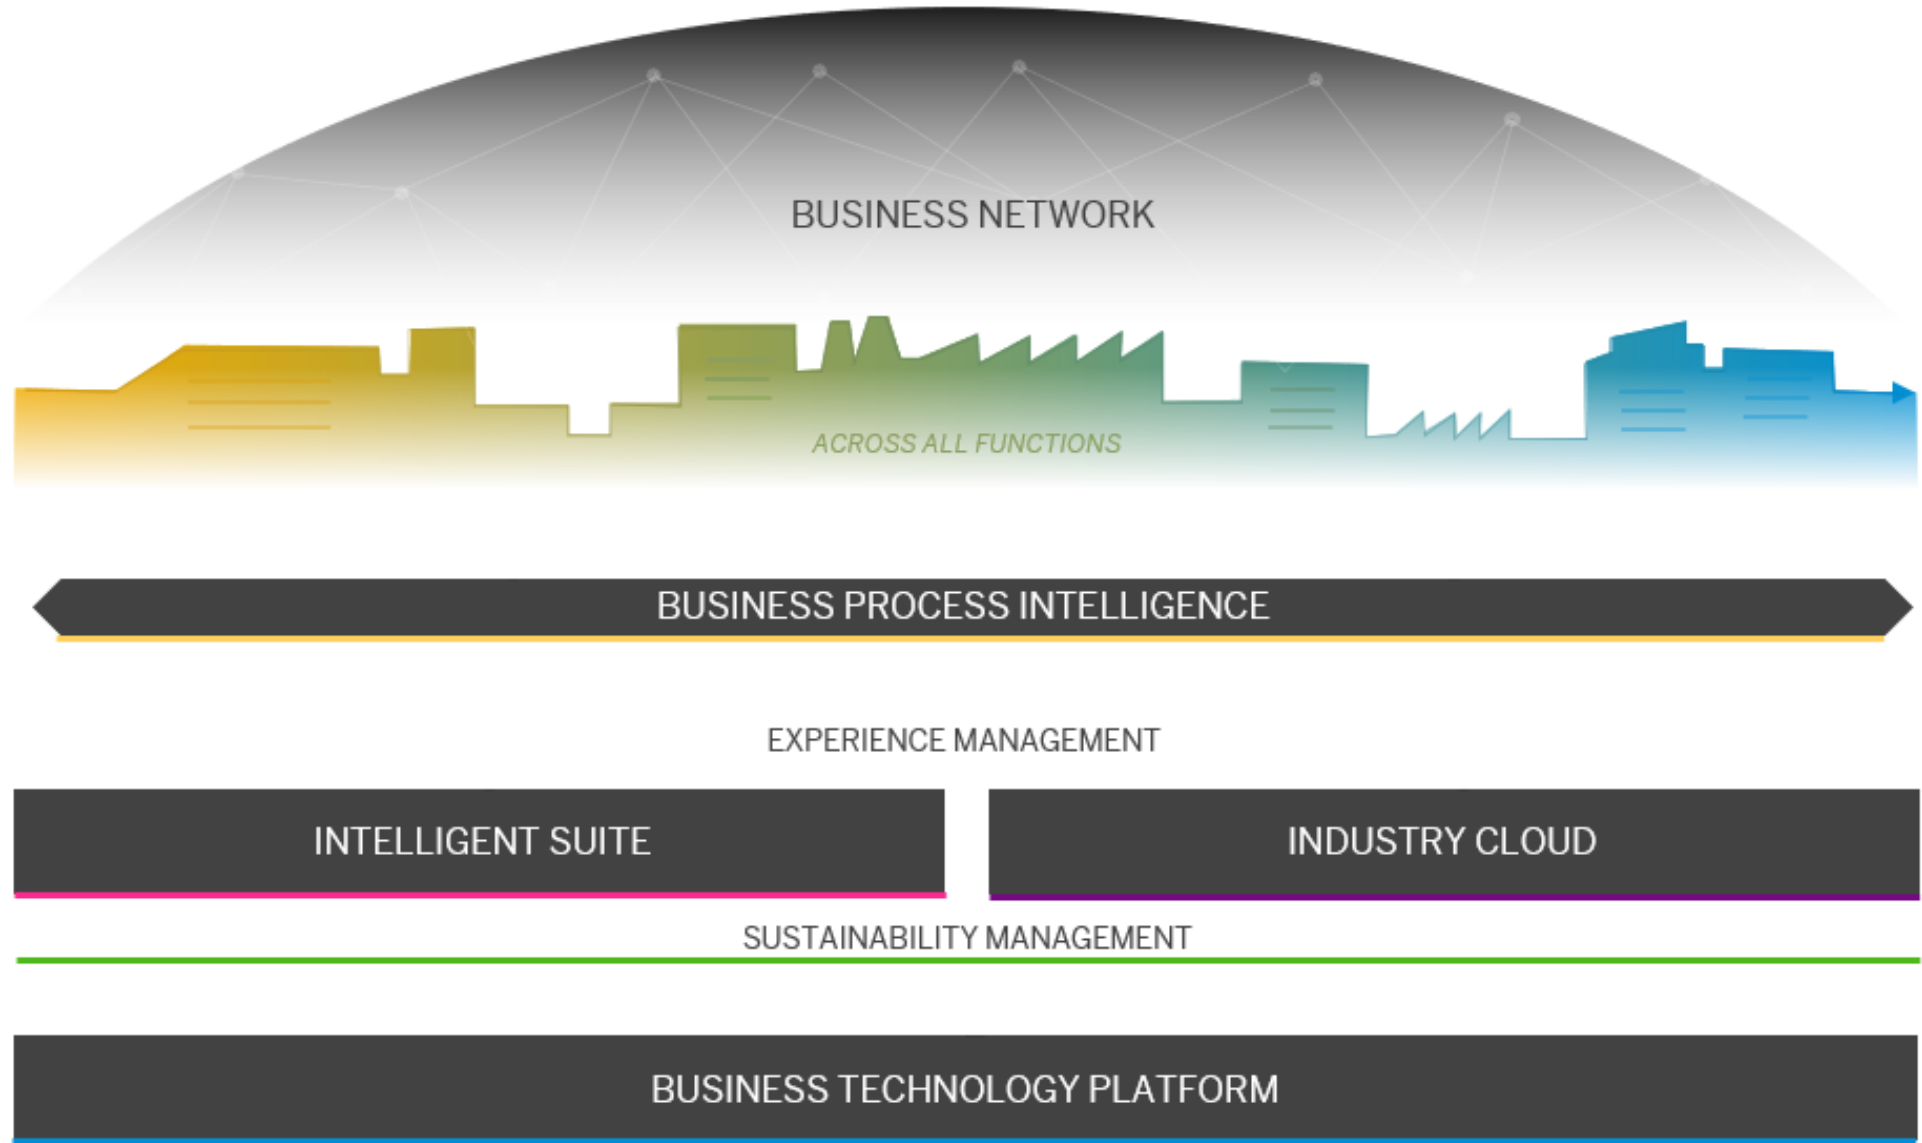 BUSINESS NETWORK
ACROSS ALL FUNCTIONS
BUSINESS PROCESS INTELLIGENCE
EXPERIENCE MANAGEMENT
INTELLIGENT SUITE
INDUSTRY CLOUD
SUSTAINABILITY MANAGEMENT
BUSINESS TECHNOLOGY PLATFORM